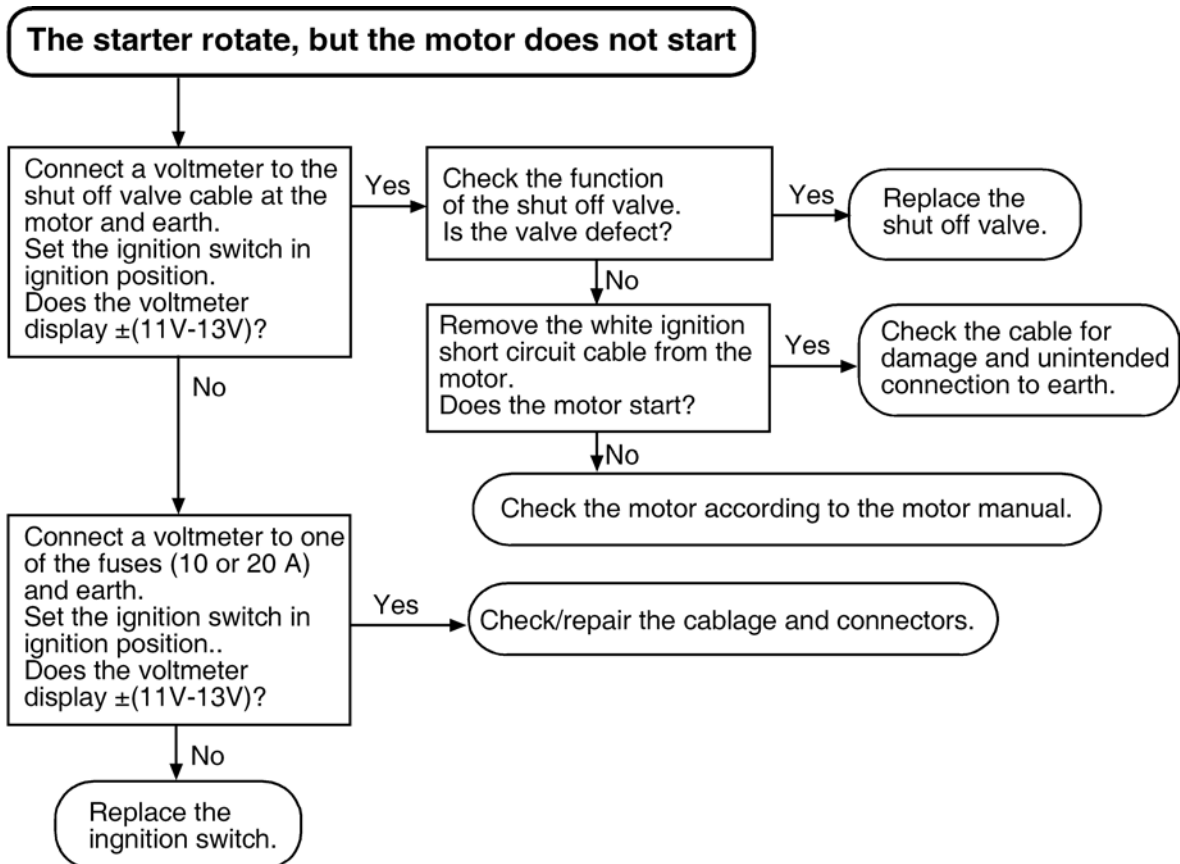 The starter rotate, but the motor does not start
Connect a voltmeter to the
shut off valve cable at the
motor and earth.
Set the ignition switch in
ignition position.
Does the voltmeter
display ±(11V-13V)?
Yes
Check the function
of the shut off valve.
Is the valve defect?
Yes
Replace the
shut off valve.
No
Remove the white ignition
short circuit cable from the
motor.
Does the motor start?
Yes
Check the cable for
damage and unintended
connection to earth.
No
No
Check the motor according to the motor manual.
Connect a voltmeter to one
of the fuses (10 or 20 A)
and earth.
Set the ignition switch in
ignition position..
Does the voltmeter
display ±(11V-13V)?
Yes
Check/repair the cablage and connectors.
No
Replace the
ingnition switch.